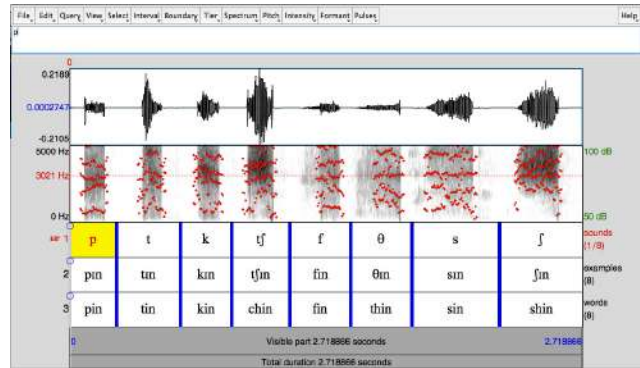 File Edit Query View Select Interval Boundary Tier Spectrum Pitch Intensity Formant Pulses Help
p
0
0.2189
0.0002747
-0.2105
5000 Hz 100 dB
3021 Hz
0 Hz 50 dB
1 p t k tʃ f θ s ʃ sounds
(1/8)
2 pɪn tɪn kɪn tʃɪn fɪn θɪn sɪn ʃɪn examples
(8)
3 pin tin kin chin fin thin sin shin words
(8)
0 Visible part 2.718866 seconds 2.718866
Total duration 2.718866 seconds